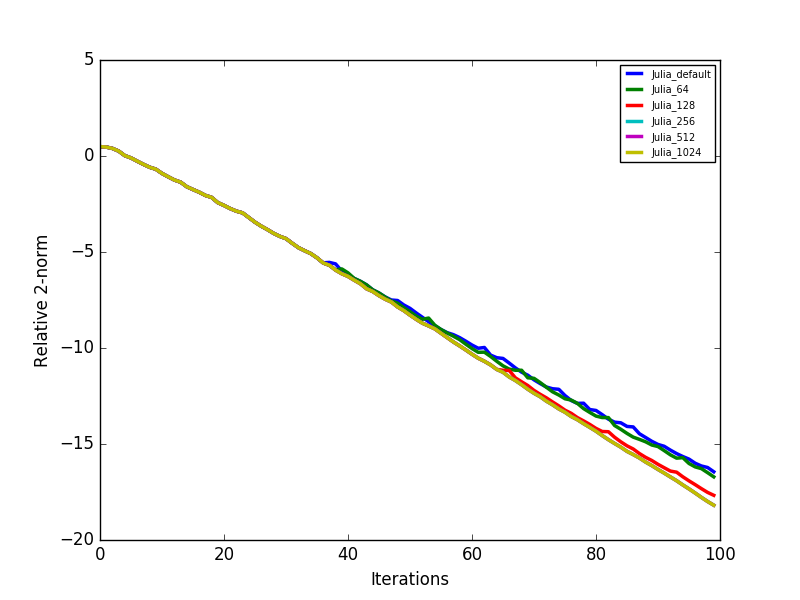 5
0
−5
−10
−15
−20
0 20 40 60 80 100
Relative 2-norm
Iterations
Julia_default
Julia_64
Julia_128
Julia_256
Julia_512
Julia_1024